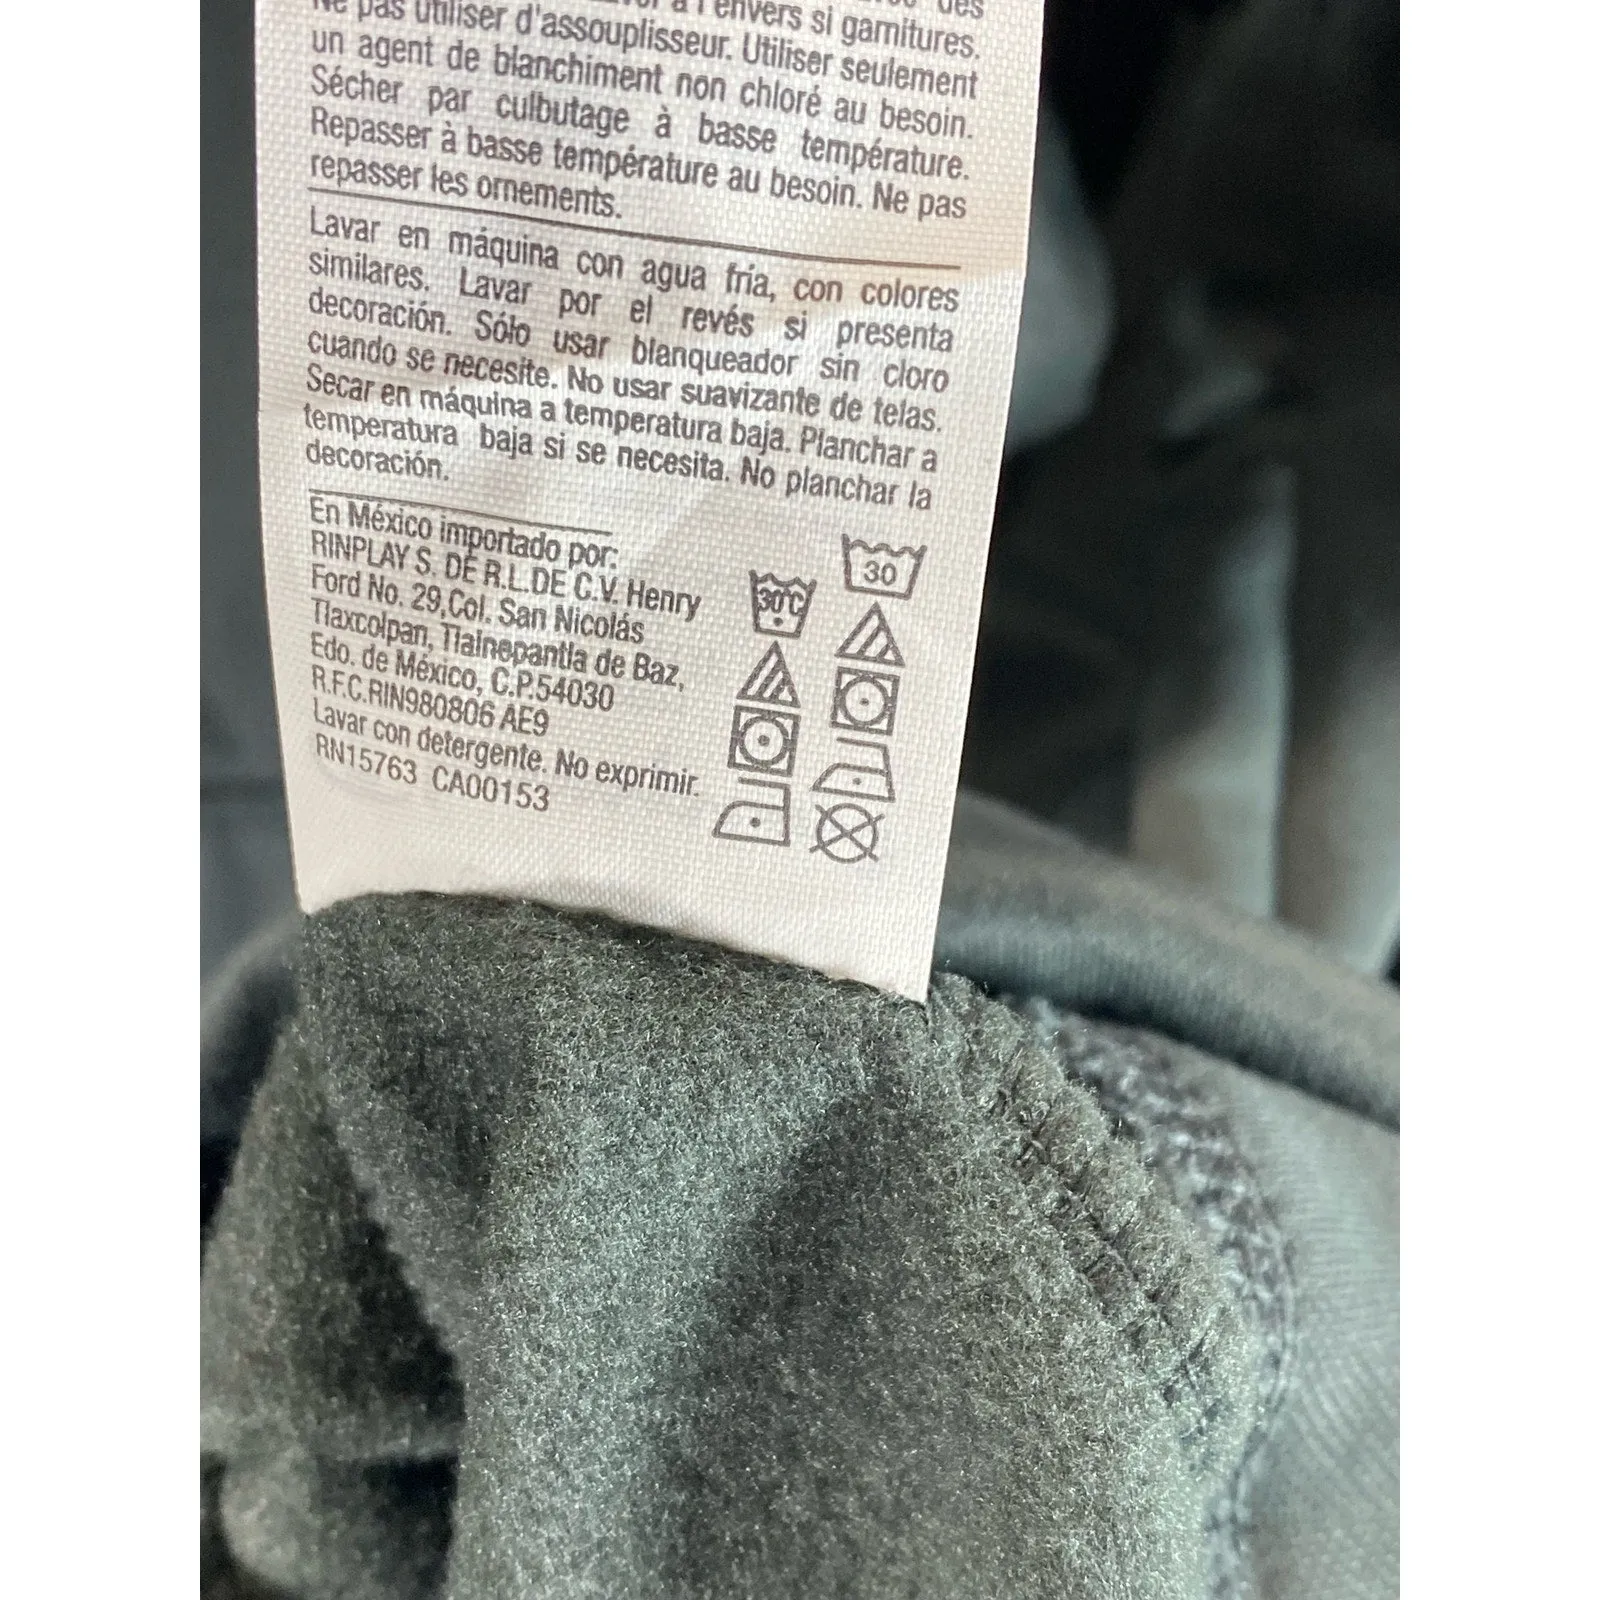 des
à l'envers si garnitures.
Ne pas utiliser d'assouplisseur. Utiliser seulement
un agent de blanchiment non chloré au besoin.
Sécher par culbutage à basse température.
Repasser à basse température au besoin. Ne pas
repasser les ornements.
Lavar en máquina con agua fría, con colores
similares. Lavar por el revés si presenta
decoración. Sólo usar blanqueador sin cloro
cuando se necesite. No usar suavizante de telas.
Secar en máquina a temperatura baja. Planchar a
temperatura baja si se necesita. No planchar la
decoración.
En México importado por:
RINPLAY S. DE R.L.DE C.V. Henry
Ford No. 29,Col. San Nicolás
Tlaxcolpan, Tlalnepantla de Baz,
Edo. de México, C.P.54030
R.F.C.RIN980806 AE9
Lavar con detergente. No exprimir.
RN15763 CA00153
30°C
30